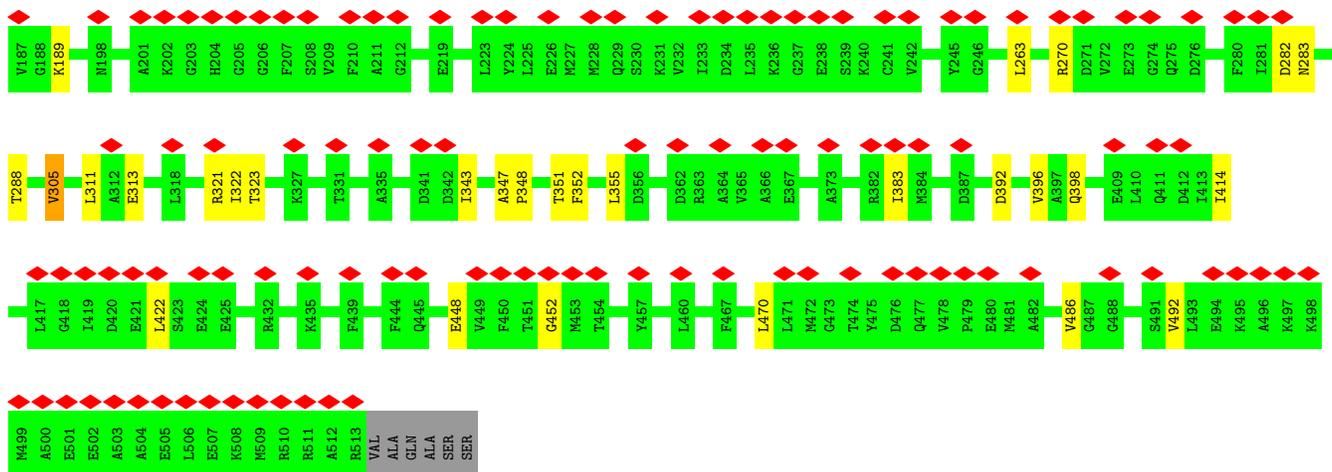 V187 G188 K189 N198 A201 K202 G203 H204 G205 G206 F207 S208 V209 F210 A211 G212 E219 L223 Y224 L225 E226 M227 M228 Q229 S230 K231 V232 I233 D234 L235 K236 G237 E238 S239 K240 C241 V242 Y245 G246 L263 R270 D271 V272 E273 G274 Q275 D276 F280 I281 D282 N283
T288 V305 L311 A312 E313 L318 R321 I322 T323 K327 T331 A335 D341 D342 I343 A347 P348 T351 F352 L355 D356 D362 R363 A364 V365 A366 E367 A373 R382 I383 M384 D387 D392 V396 A397 Q398 E409 L410 Q411 D412 I413 I414
L417 G418 I419 D420 E421 L422 S423 E424 E425 R432 K435 F439 F444 Q445 E448 V449 F450 T451 G452 M453 T454 Y457 L460 F467 L470 L471 M472 G473 T474 Y475 D476 Q477 V478 P479 E480 M481 A482 V486 G487 G488 S491 V492 L493 E494 K495 A496 K497 K498
M499 A500 E501 E502 A503 A504 E505 L506 E507 K508 M509 R510 R511 A512 R513 VAL ALA GLN ALA SER SER